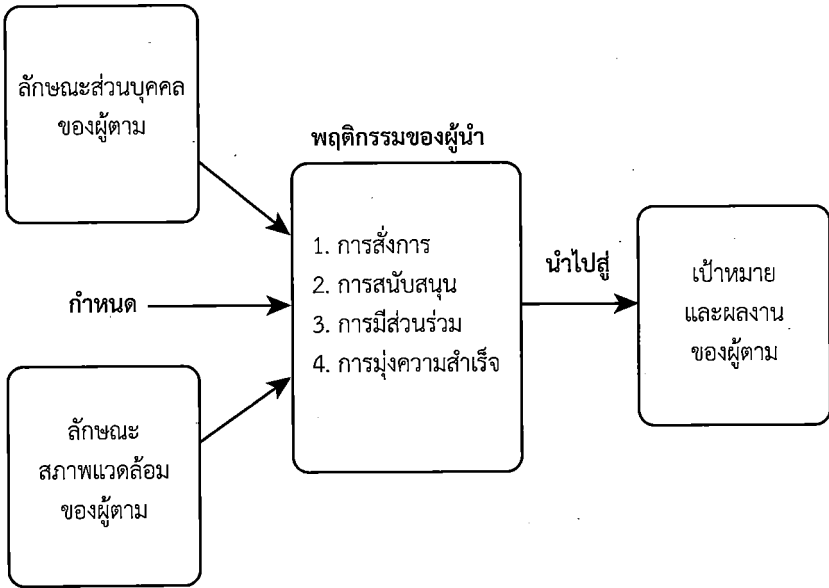 ลักษณะส่วนบุคคล
ของผู้ตาม
พฤติกรรมของผู้นำ
1. การสั่งการ
2. การสนับสนุน
3. การมีส่วนร่วม
4. การมุ่งความสำเร็จ
กำหนด
นำไปสู่
เป้าหมาย
และผลงาน
ของผู้ตาม
ลักษณะ
สภาพแวดล้อม
ของผู้ตาม